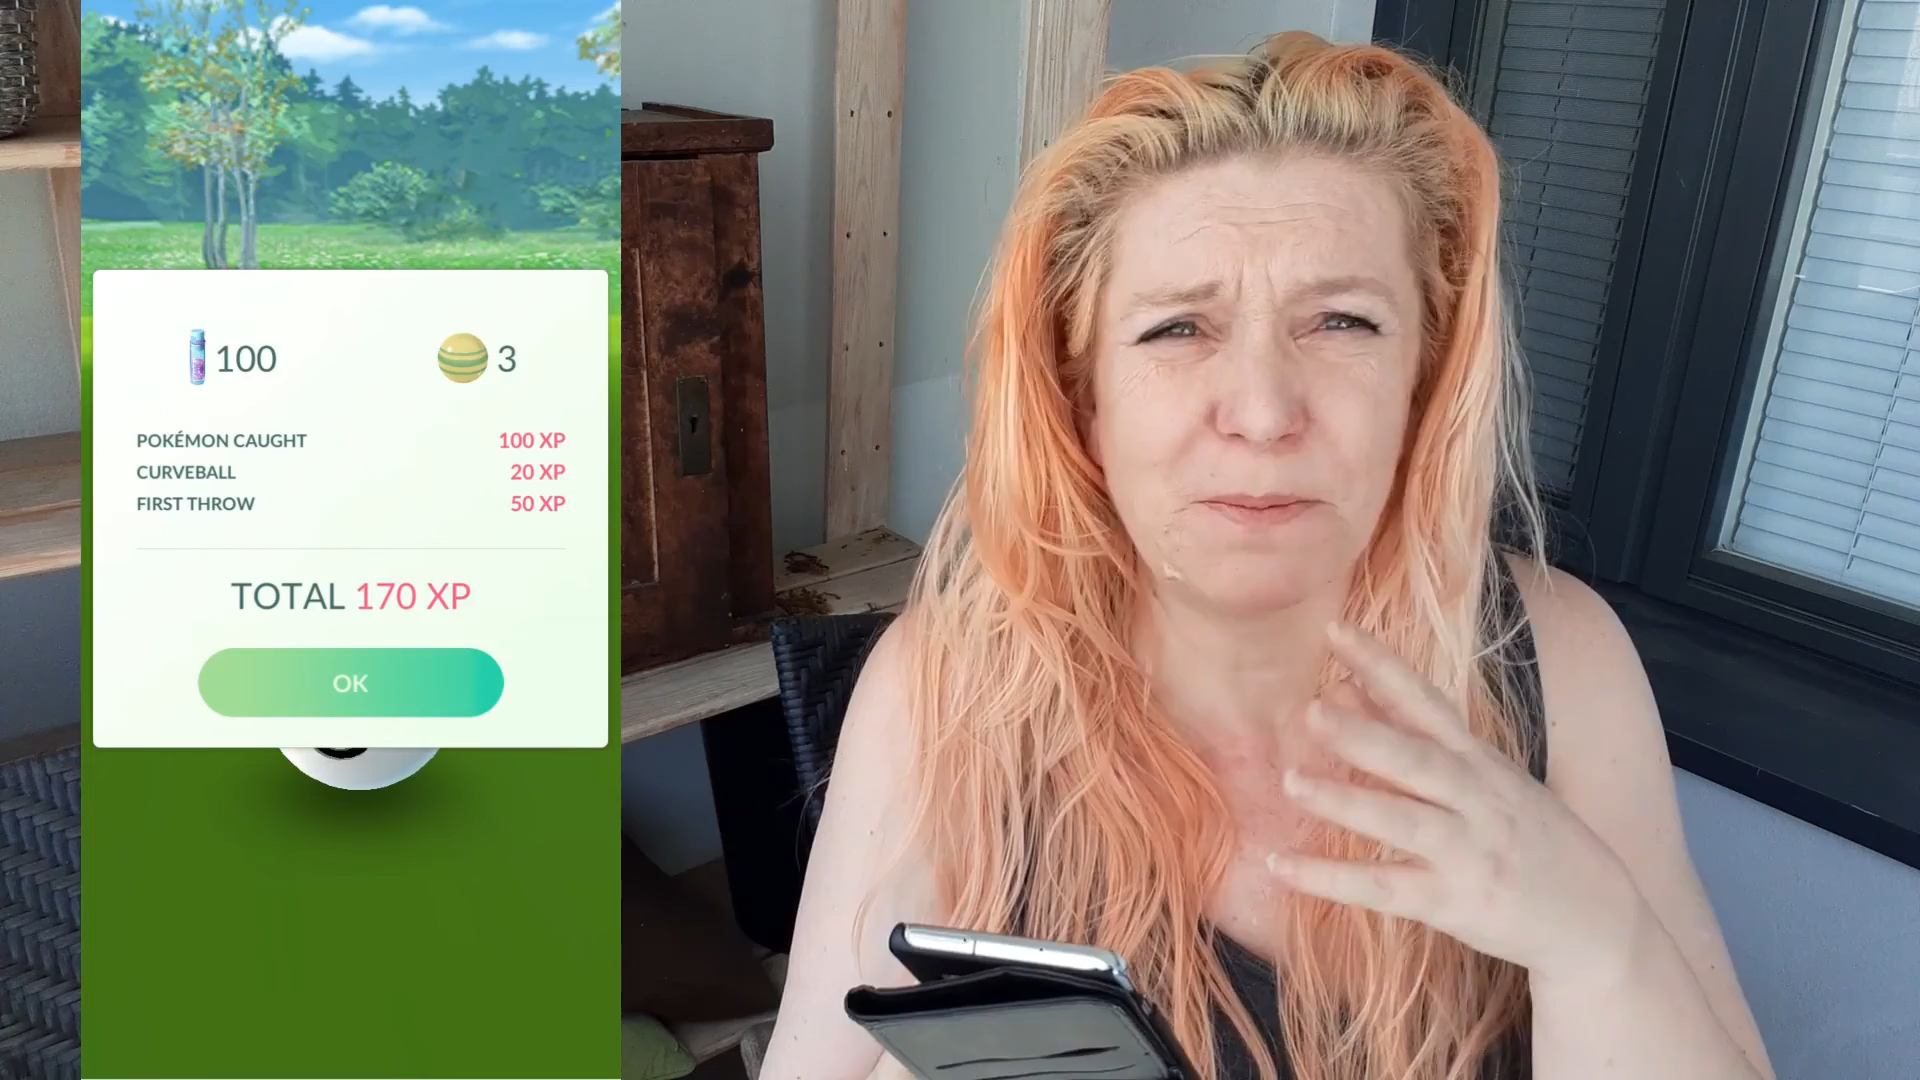 100 3
POKÉMON CAUGHT 100 XP
CURVEBALL 20 XP
FIRST THROW 50 XP
TOTAL 170 XP
OK